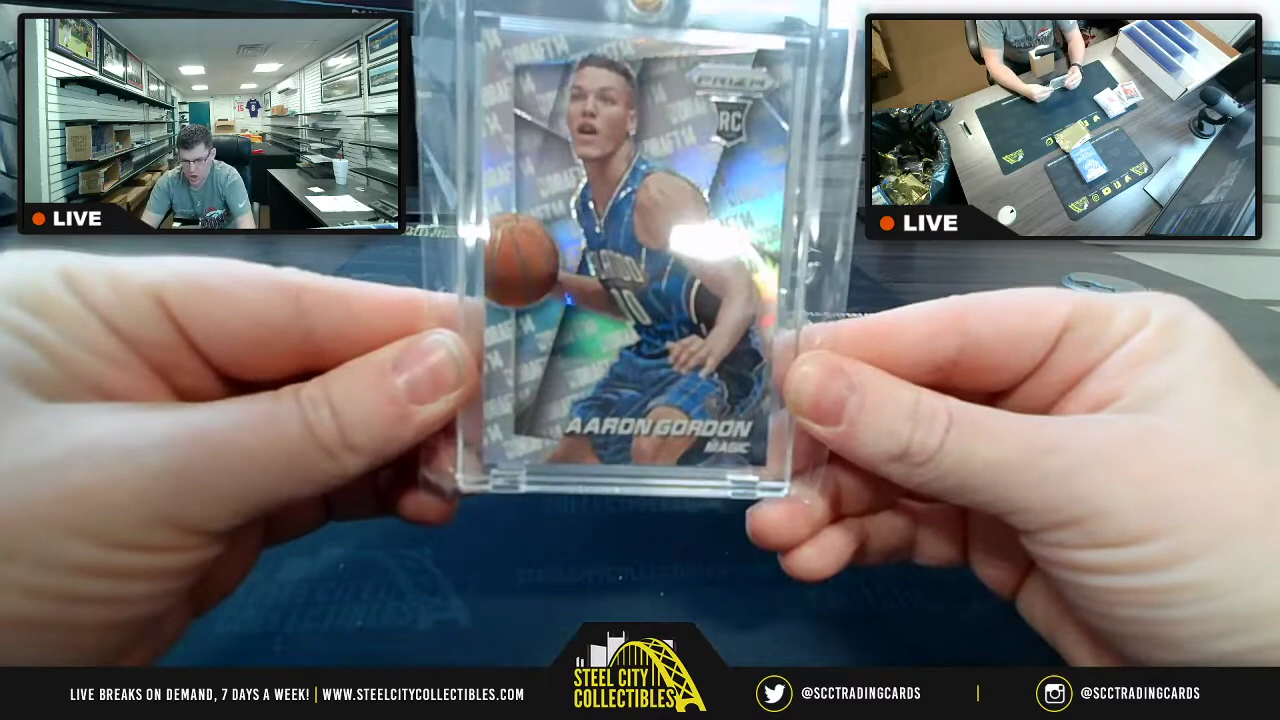 LIVE
LIVE
PRIZM
RC
10
AARON GORDON
MAGIC
STEEL CITY
COLLECTIBLES
LIVE BREAKS ON DEMAND, 7 DAYS A WEEK! | WWW.STEELCITYCOLLECTIBLES.COM
@SCCTRADINGCARDS
@SCCTRADINGCARDS